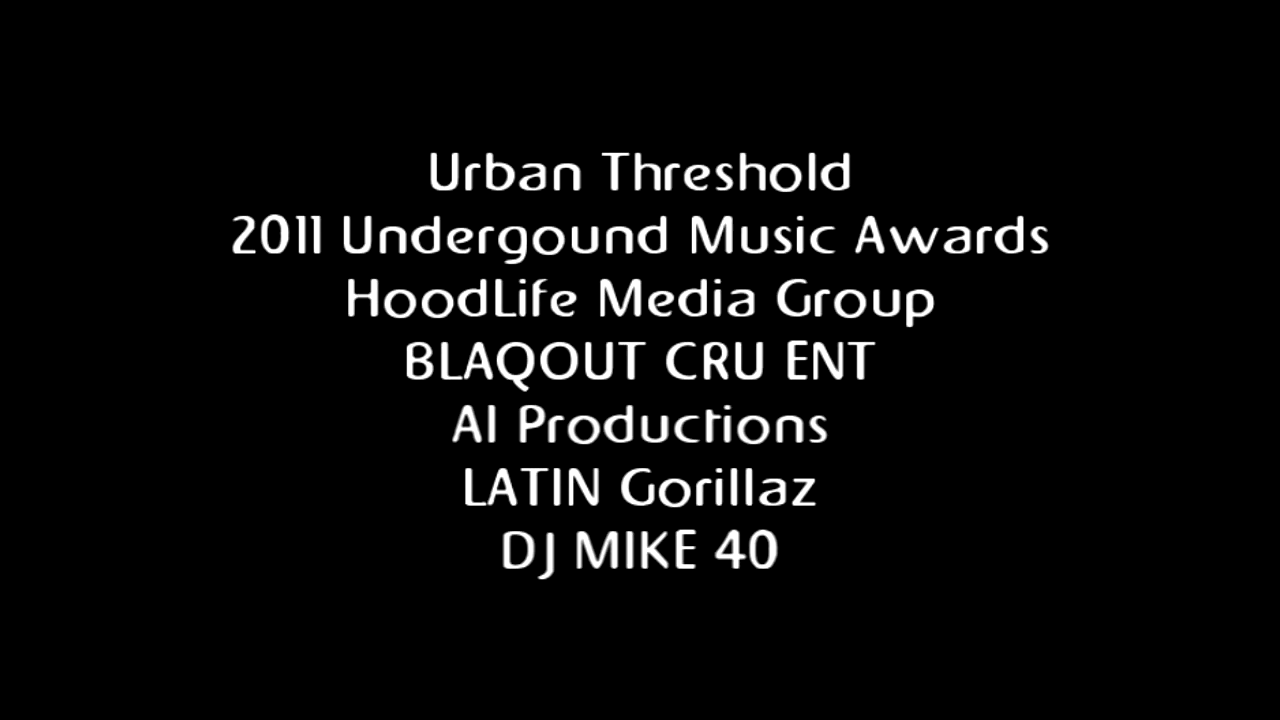 Urban Threshold
2011 Undergound Music Awards
HoodLife Media Group
BLAQOUT CRU ENT
AI Productions
LATIN Gorillaz
DJ MIKE 40